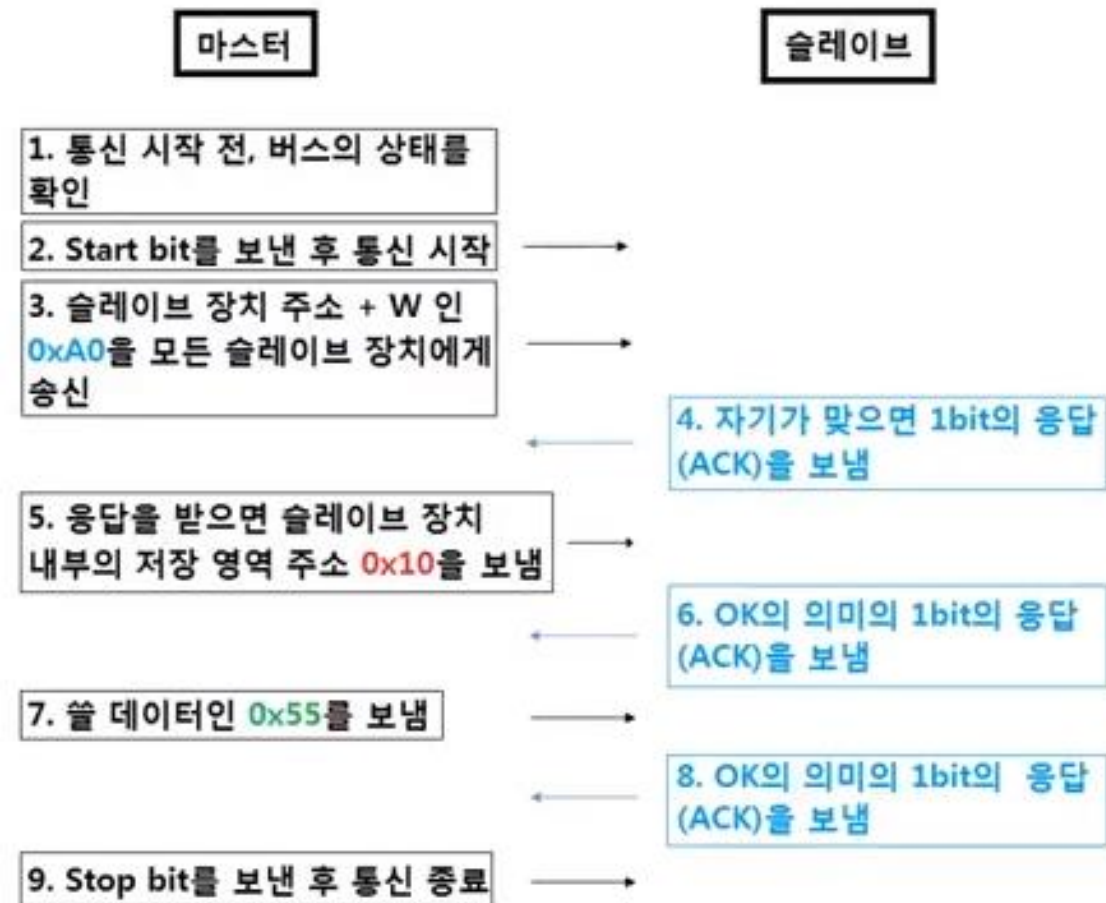 마스터
슬레이브
1. 통신 시작 전, 버스의 상태를
확인
2. Start bit를 보낸 후 통신 시작
3. 슬레이브 장치 주소 + W 인
0xA0을 모든 슬레이브 장치에게
송신
4. 자기가 맞으면 1bit의 응답
(ACK)을 보냄
5. 응답을 받으면 슬레이브 장치
내부의 저장 영역 주소 0x10을 보냄
6. OK의 의미의 1bit의 응답
(ACK)을 보냄
7. 쓸 데이터인 0x55를 보냄
8. OK의 의미의 1bit의 응답
(ACK)을 보냄
9. Stop bit를 보낸 후 통신 종료